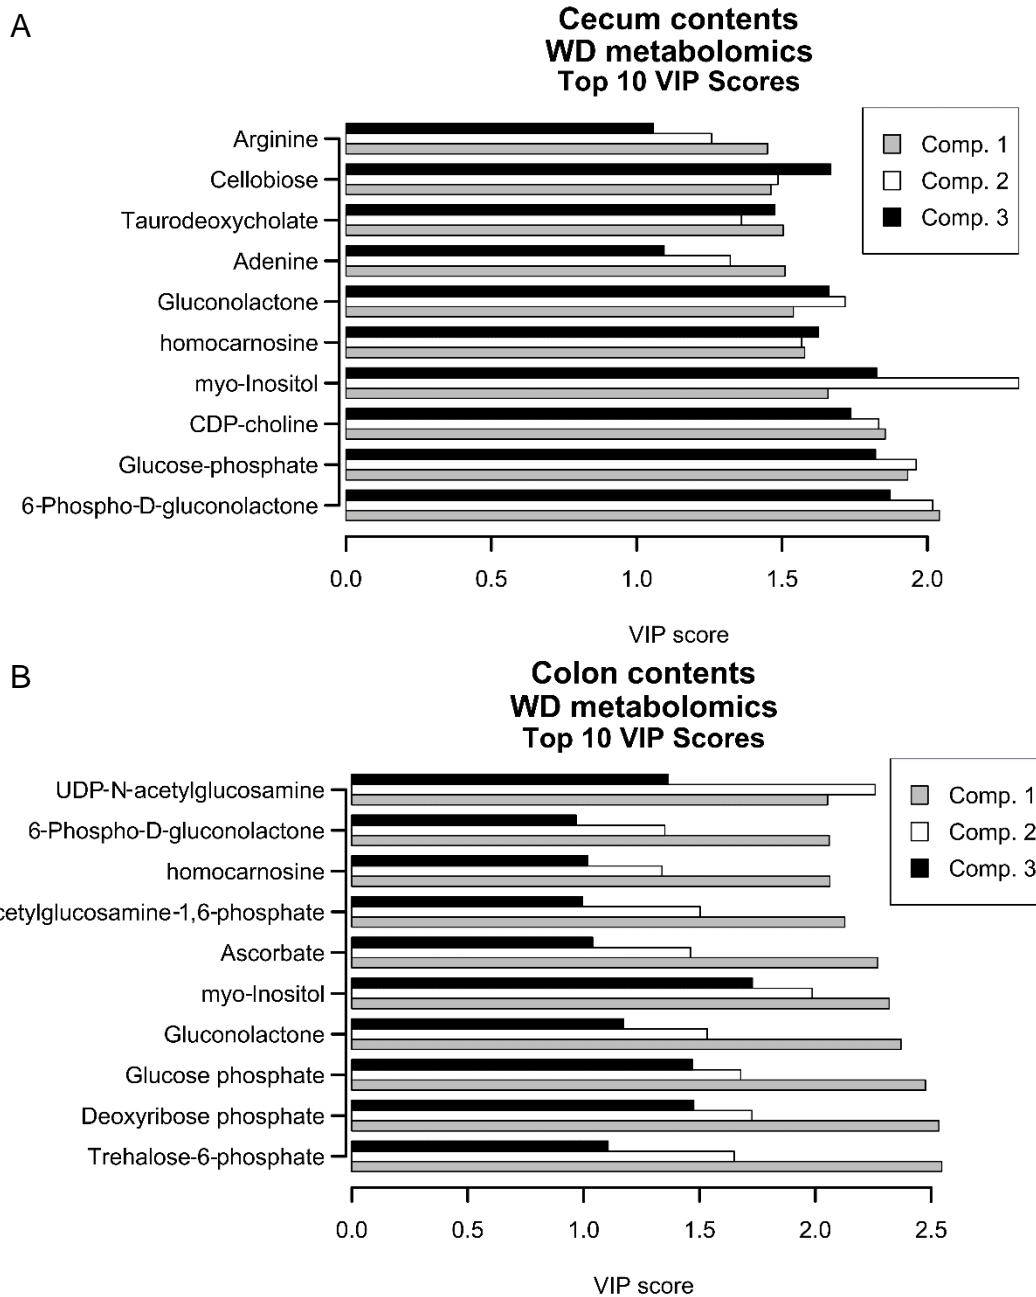 A
Cecum contents
WD metabolomics
Top 10 VIP Scores
Arginine
Cellobiose
Taurodeoxycholate
Adenine
Gluconolactone
homocarnosine
myo-Inositol
CDP-choline
Glucose-phosphate
6-Phospho-D-gluconolactone
Comp. 1
Comp. 2
Comp. 3
0.0 0.5 1.0 1.5 2.0
VIP score
B
Colon contents
WD metabolomics
Top 10 VIP Scores
UDP-N-acetylglucosamine
6-Phospho-D-gluconolactone
homocarnosine
cetylglucosamine-1,6-phosphate
Ascorbate
myo-Inositol
Gluconolactone
Glucose phosphate
Deoxyribose phosphate
Trehalose-6-phosphate
Comp. 1
Comp. 2
Comp. 3
0.0 0.5 1.0 1.5 2.0 2.5
VIP score